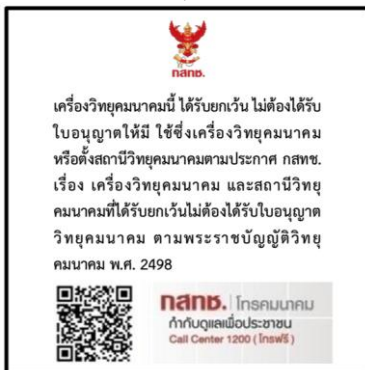 กสทช.
เครื่องวิทยุคมนาคมนี้ ได้รับยกเว้น ไม่ต้องได้รับ
ใบอนุญาตให้มี ใช้ซึ่งเครื่องวิทยุคมนาคม
หรือตั้งสถานีวิทยุคมนาคมตามประกาศ กสทช.
เรื่อง เครื่องวิทยุคมนาคม และสถานีวิทยุ
คมนาคมที่ได้รับยกเว้นไม่ต้องได้รับใบอนุญาต
วิทยุคมนาคม ตามพระราชบัญญัติวิทยุ
คมนาคม พ.ศ. 2498
กสทช. | โทรคมนาคม
กำกับดูแลเพื่อประชาชน
Call Center 1200 (โทรฟรี)